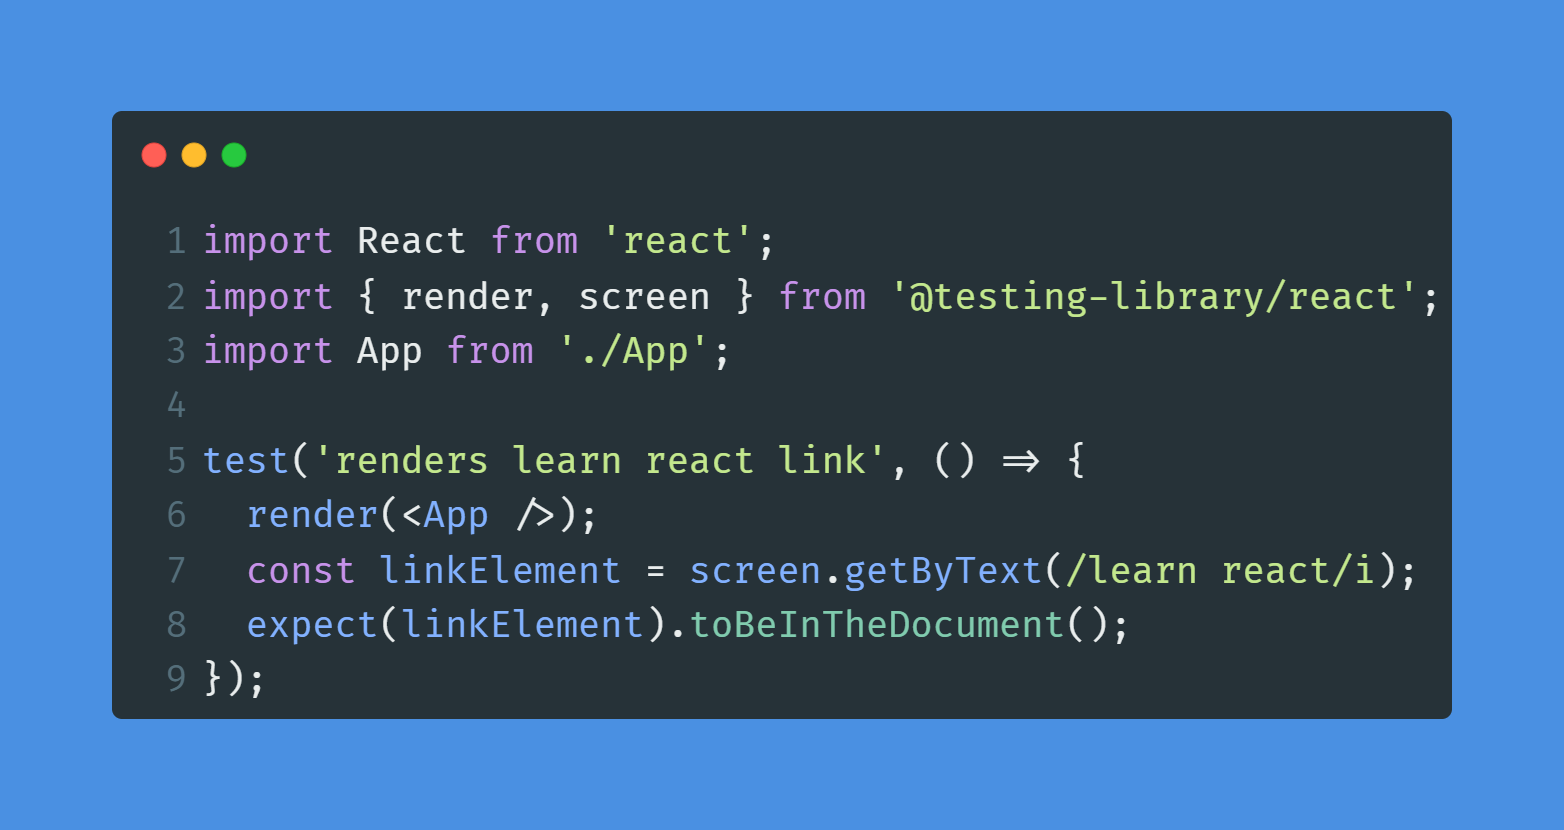 1 import React from 'react';
2 import { render, screen } from '@testing-library/react';
3 import App from './App';
4
5 test('renders learn react link', () => {
6   render(<App />);
7   const linkElement = screen.getByText(/learn react/i);
8   expect(linkElement).toBeInTheDocument();
9 });